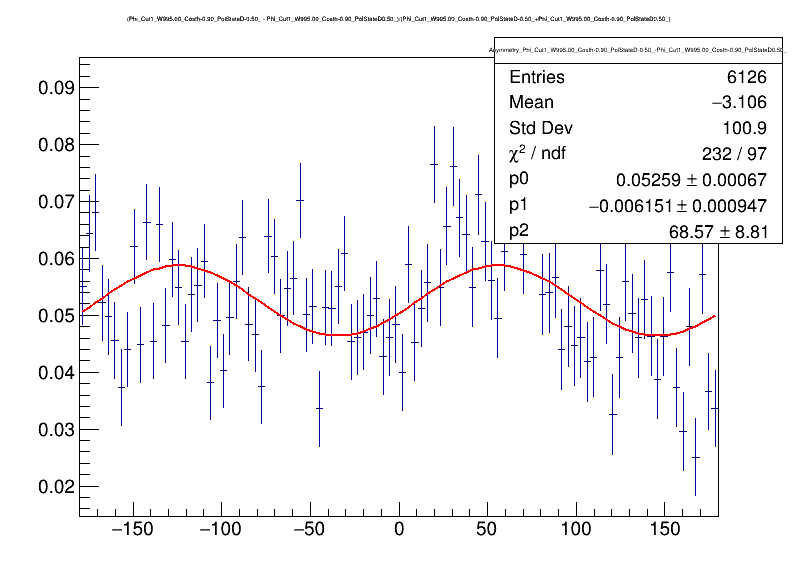 (Phi_Cut1_W995.00_Costh-0.90_PolStateD-0.50_ - Phi_Cut1_W995.00_Costh-0.90_PolStateD0.50_)/(Phi_Cut1_W995.00_Costh-0.90_PolStateD-0.50_+Phi_Cut1_W995.00_Costh-0.90_PolStateD0.50_)
Asymmetry_Phi_Cut1_W995.00_Costh-0.90_PolStateD-0.50_-Phi_Cut1_W995.00_Costh-0.90_PolStateD0.50_
Entries 6126
Mean −3.106
Std Dev 100.9
χ² / ndf 232 / 97
p0 0.05259 ± 0.00067
p1 −0.006151 ± 0.000947
p2 68.57 ± 8.81
0.09
0.08
0.07
0.06
0.05
0.04
0.03
0.02
−150 −100 −50 0 50 100 150